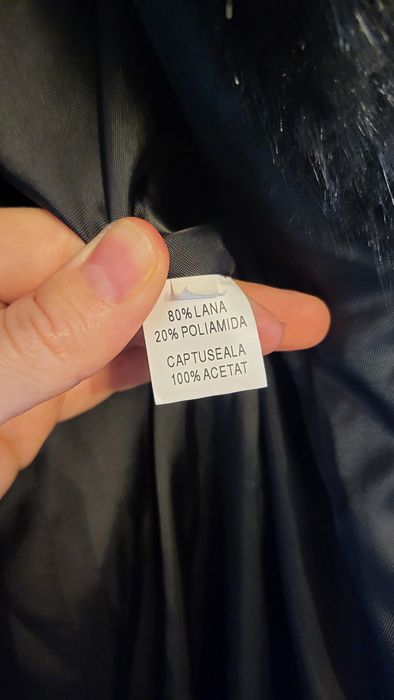 80% LANA
20% POLIAMIDA
CAPTUSEALA
100% ACETAT